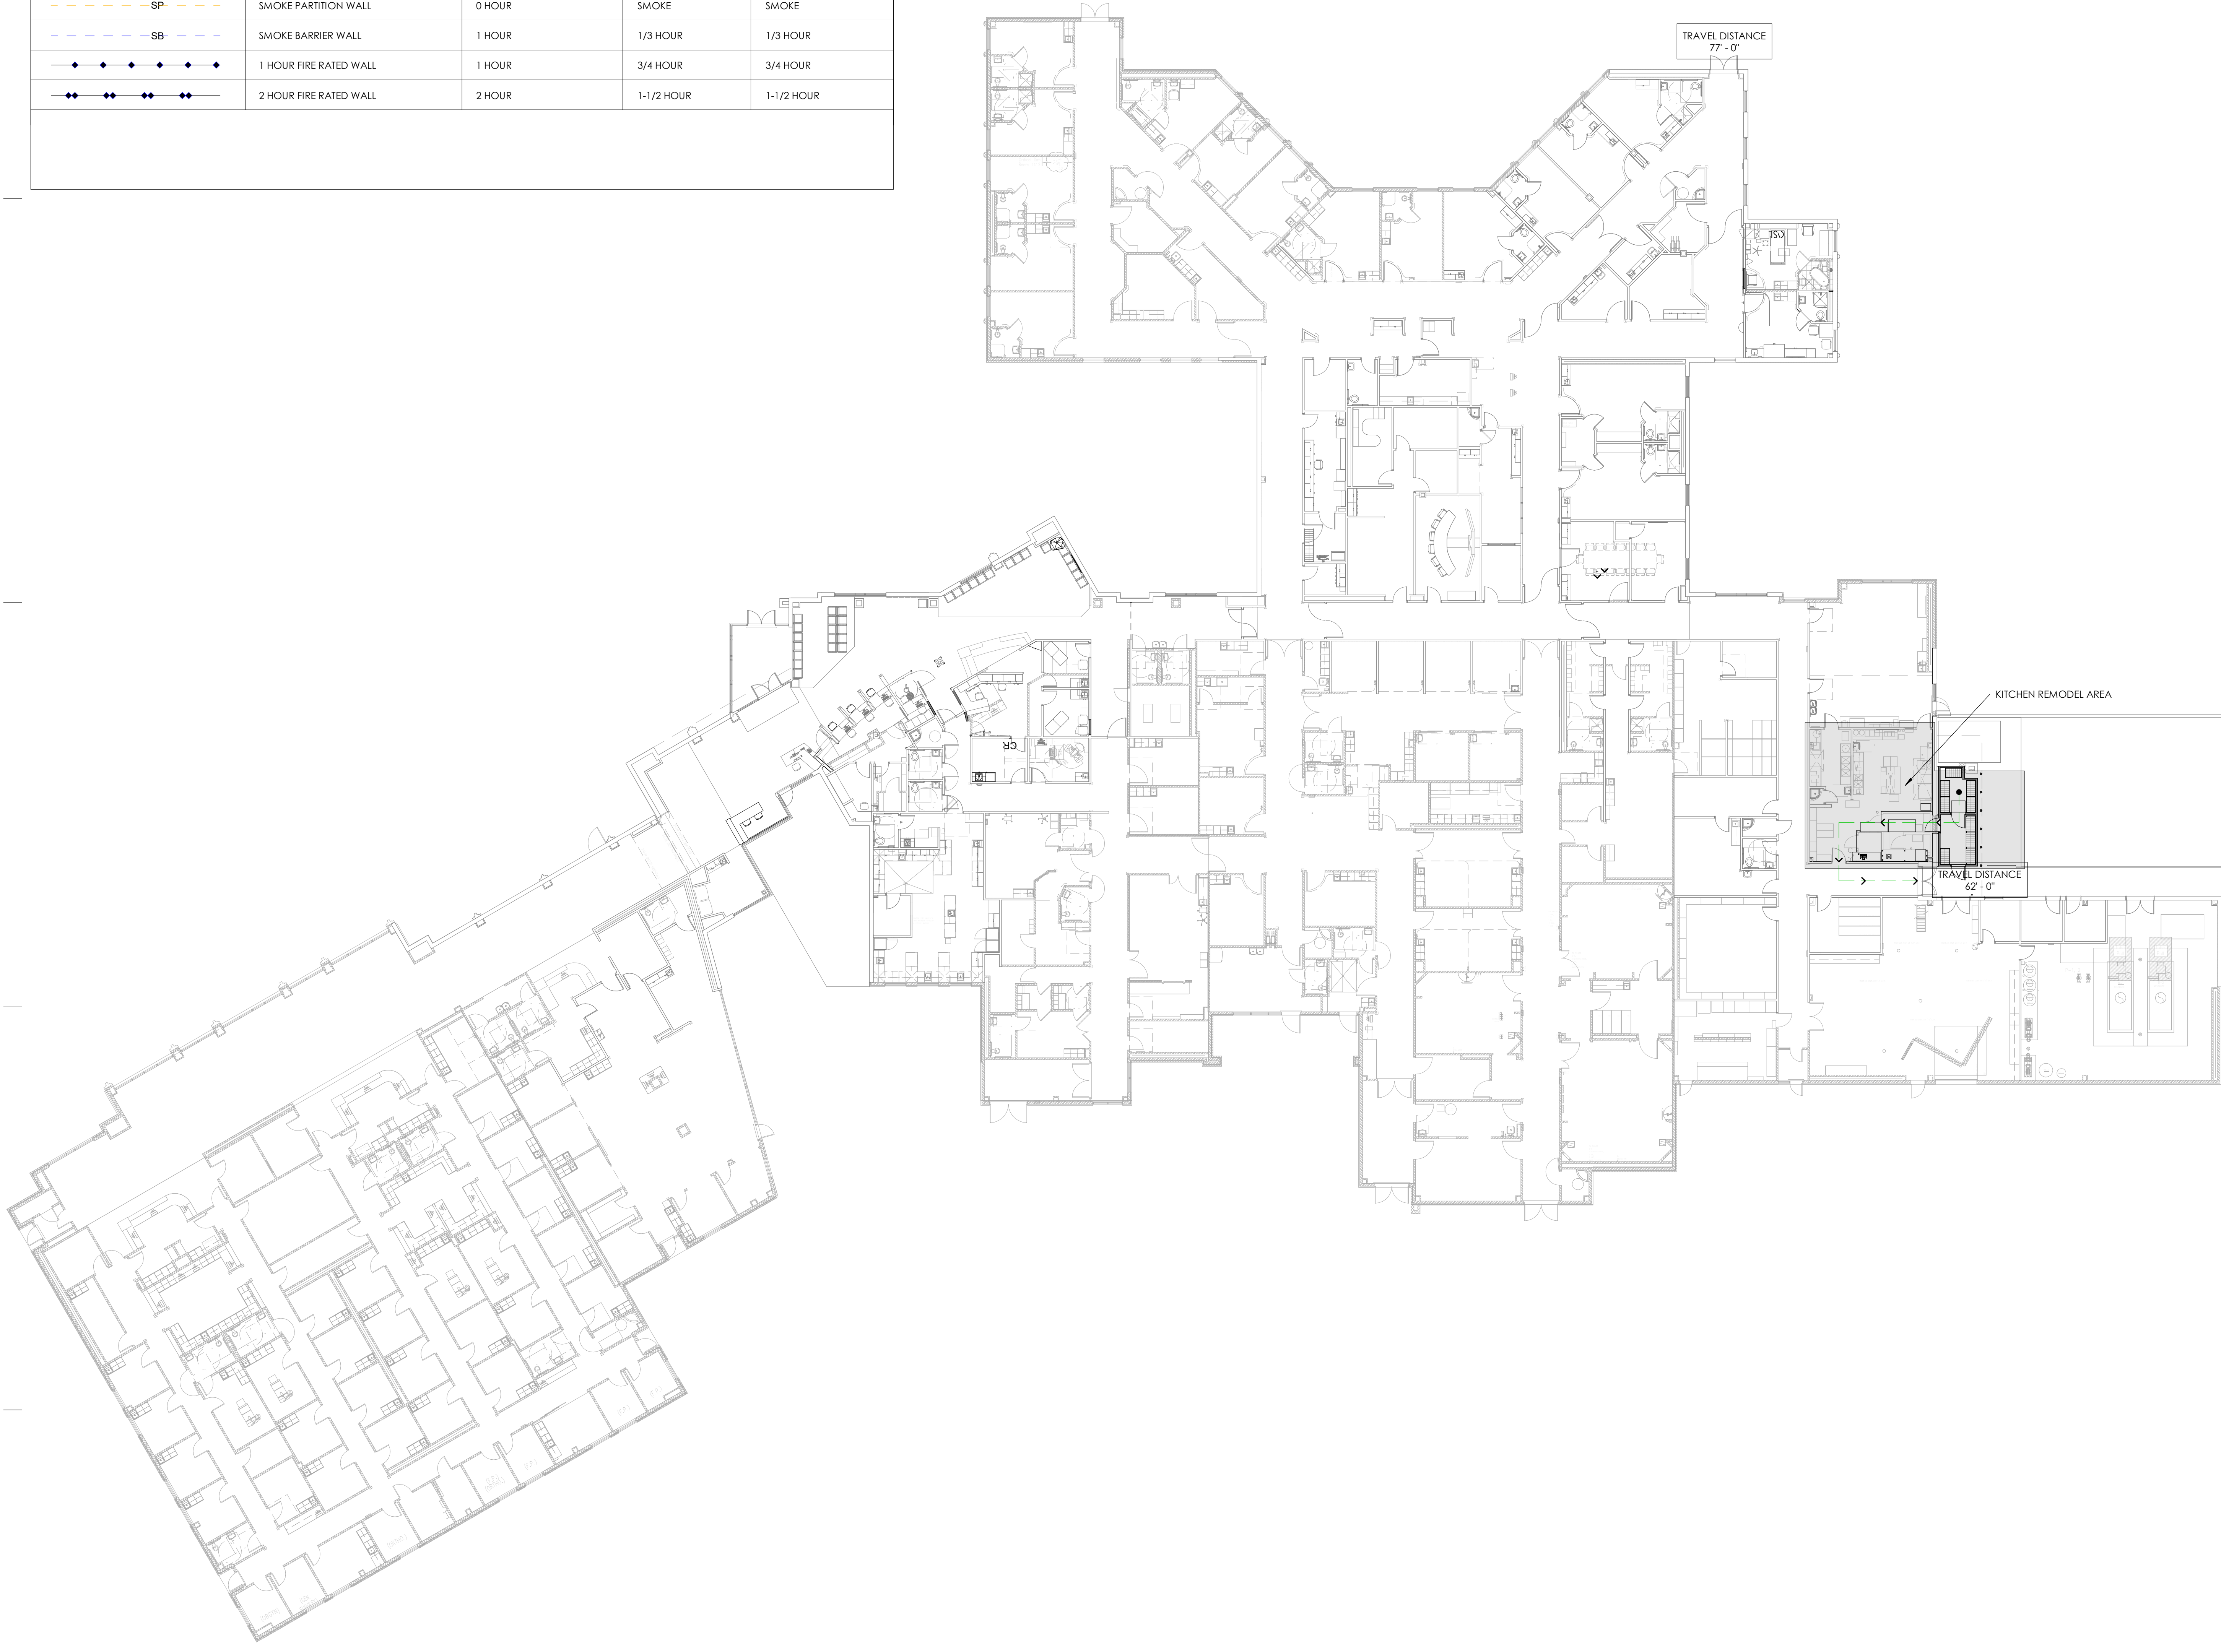 SP SMOKE PARTITION WALL 0 HOUR SMOKE SMOKE
SB SMOKE BARRIER WALL 1 HOUR 1/3 HOUR 1/3 HOUR
1 HOUR FIRE RATED WALL 1 HOUR 3/4 HOUR 3/4 HOUR
2 HOUR FIRE RATED WALL 2 HOUR 1-1/2 HOUR 1-1/2 HOUR
TRAVEL DISTANCE
77' - 0"
KITCHEN REMODEL AREA
CR
TRAVEL DISTANCE
62' - 0"